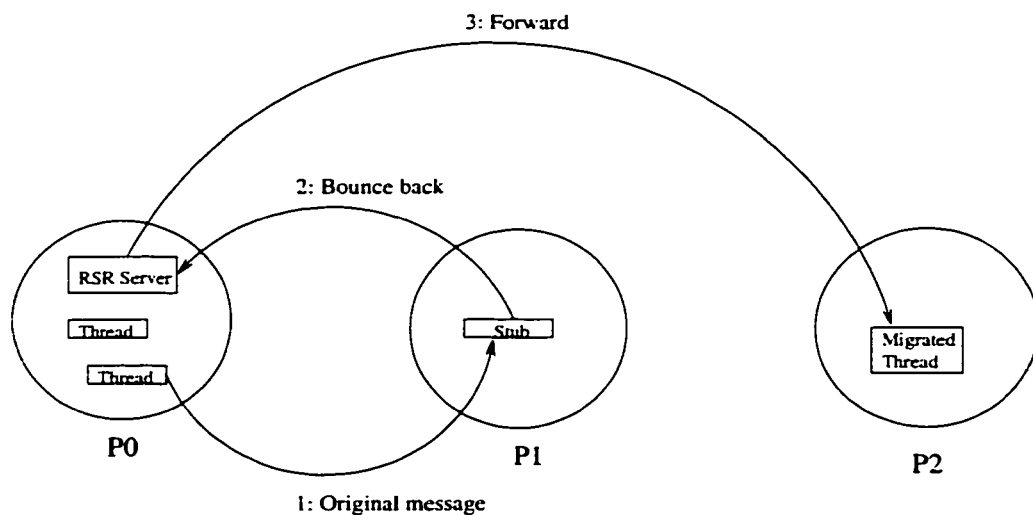 3: Forward
2: Bounce back
RSR Server
Thread
Thread
Stub
Migrated
Thread
P0
P1
P2
1: Original message